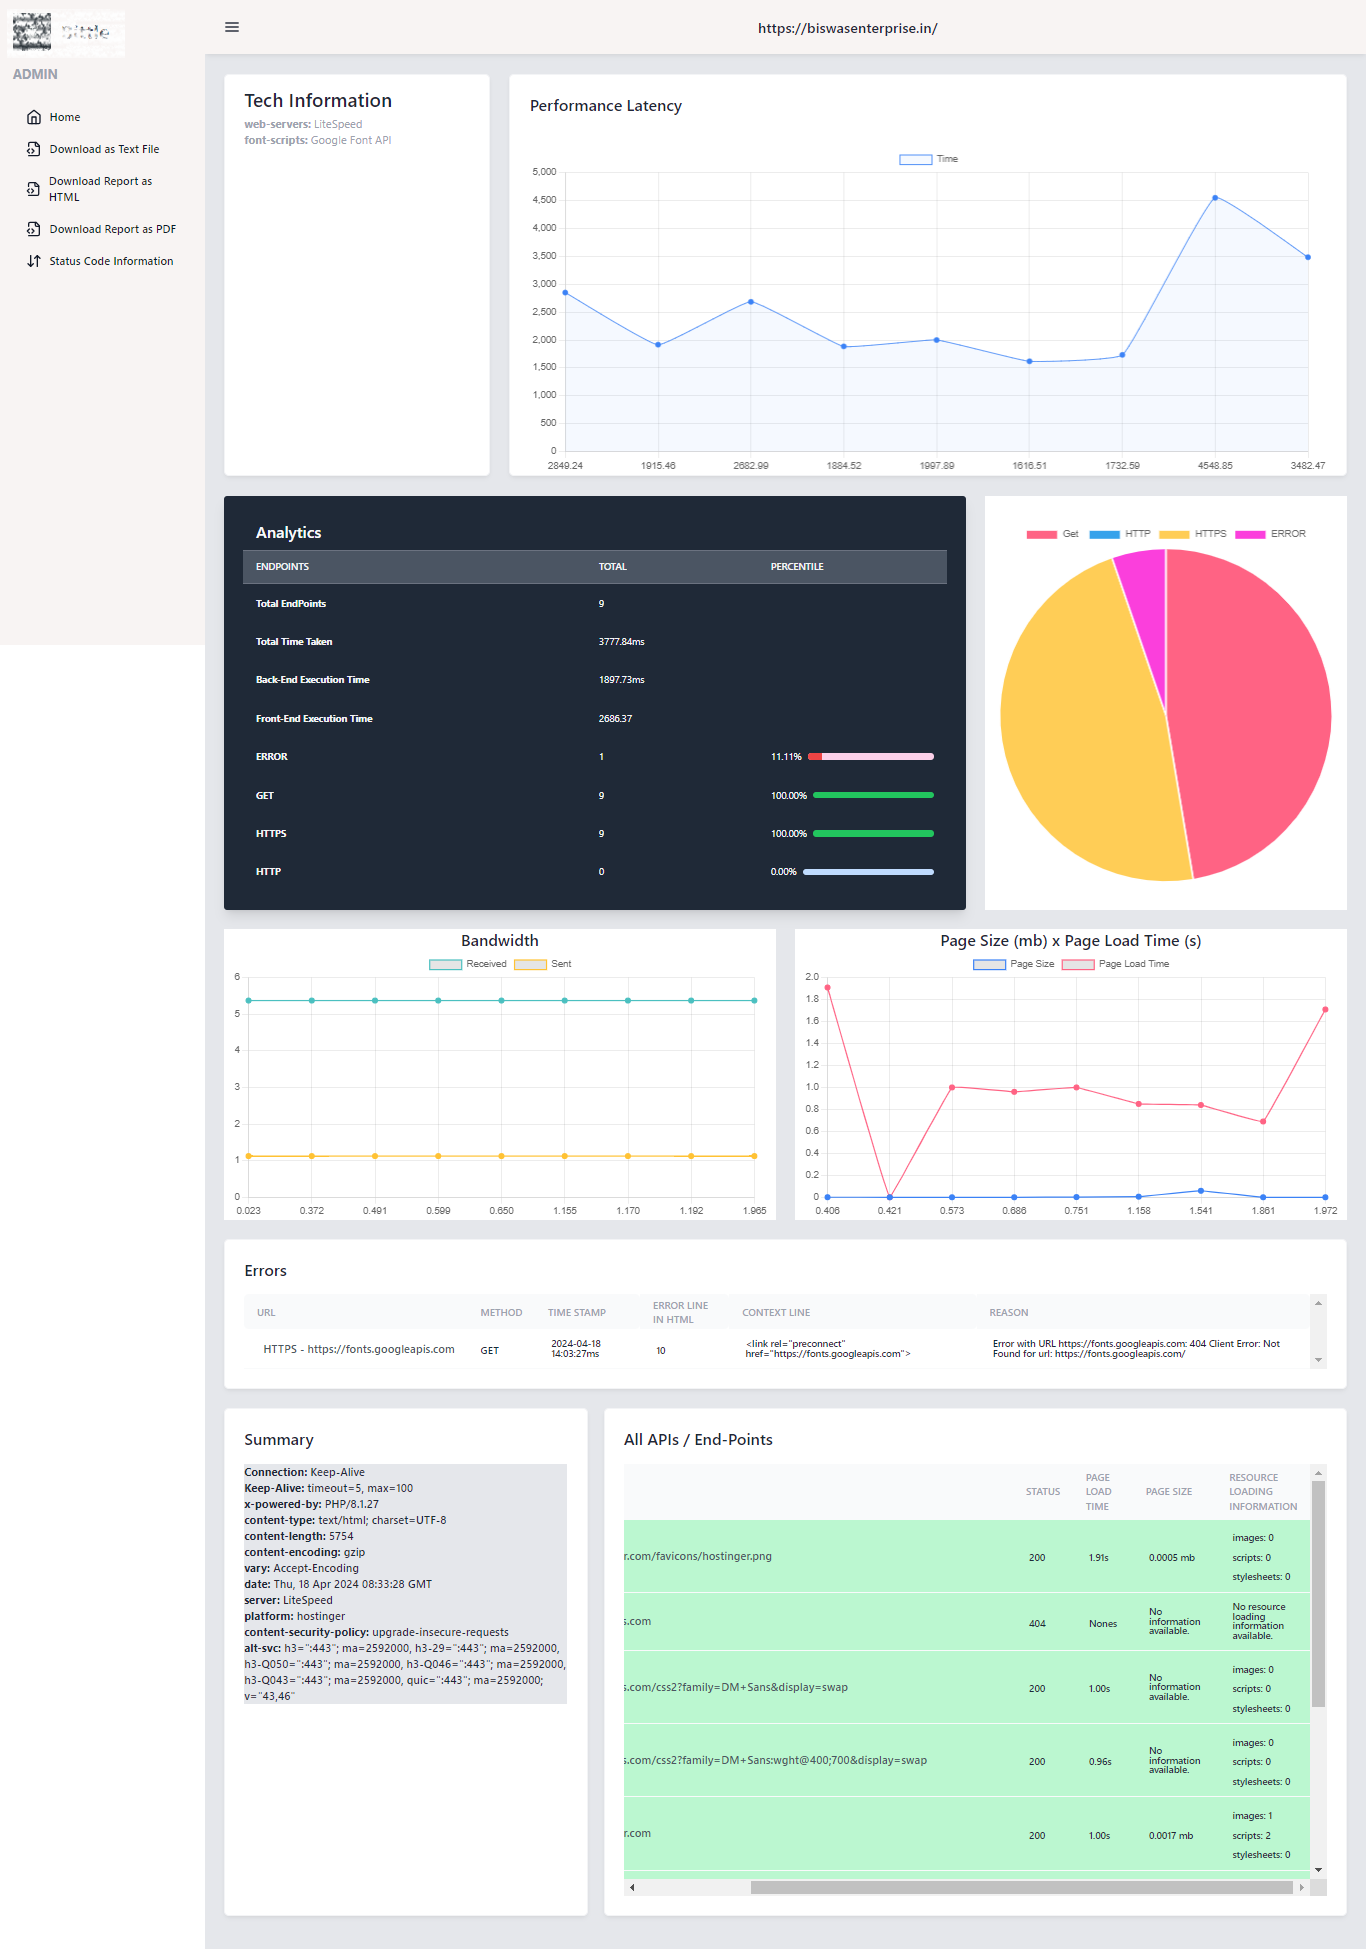 Dittle
ADMIN
Home
Download as Text File
Download Report as
HTML
Download Report as PDF
Status Code Information
https://biswasenterprise.in/
Tech Information
web-servers: LiteSpeed
font-scripts: Google Font API
Performance Latency
Time
5,000
4,500
4,000
3,500
3,000
2,500
2,000
1,500
1,000
500
0
2849.24 1915.46 2682.99 1884.52 1997.89 1616.51 1732.59 4548.85 3482.47
Analytics
ENDPOINTS TOTAL PERCENTILE
Total EndPoints 9
Total Time Taken 3777.84ms
Back-End Execution Time 1897.73ms
Front-End Execution Time 2686.37
ERROR 1 11.11%
GET 9 100.00%
HTTPS 9 100.00%
HTTP 0 0.00%
Get HTTP HTTPS ERROR
Bandwidth
Received Sent
6
5
4
3
2
1
0
0.023 0.372 0.491 0.599 0.650 1.155 1.170 1.192 1.965
Page Size (mb) x Page Load Time (s)
Page Size Page Load Time
2.0
1.8
1.6
1.4
1.2
1.0
0.8
0.6
0.4
0.2
0
0.406 0.421 0.573 0.686 0.751 1.158 1.541 1.861 1.972
Errors
URL METHOD TIME STAMP ERROR LINE
IN HTML CONTEXT LINE REASON
HTTPS - https://fonts.googleapis.com GET 2024-04-18
14:03:27ms 10 <link rel="preconnect"
href="https://fonts.googleapis.com"> Error with URL https://fonts.googleapis.com: 404 Client Error: Not
Found for url: https://fonts.googleapis.com/
Summary
Connection: Keep-Alive
Keep-Alive: timeout=5, max=100
x-powered-by: PHP/8.1.27
content-type: text/html; charset=UTF-8
content-length: 5754
content-encoding: gzip
vary: Accept-Encoding
date: Thu, 18 Apr 2024 08:33:28 GMT
server: LiteSpeed
platform: hostinger
content-security-policy: upgrade-insecure-requests
alt-svc: h3=":443"; ma=2592000, h3-29=":443"; ma=2592000,
h3-Q050=":443"; ma=2592000, h3-Q046=":443"; ma=2592000,
h3-Q043=":443"; ma=2592000, quic=":443"; ma=2592000;
v="43,46"
All APIs / End-Points
STATUS PAGE
LOAD
TIME PAGE SIZE RESOURCE
LOADING
INFORMATION
r.com/favicons/hostinger.png 200 1.91s 0.0005 mb images: 0
scripts: 0
stylesheets: 0
s.com 404 Nones No
information
available. No resource
loading
information
available.
s.com/css2?family=DM+Sans&display=swap 200 1.00s No
information
available. images: 0
scripts: 0
stylesheets: 0
s.com/css2?family=DM+Sans:wght@400;700&display=swap 200 0.96s No
information
available. images: 0
scripts: 0
stylesheets: 0
r.com 200 1.00s 0.0017 mb images: 1
scripts: 2
stylesheets: 0